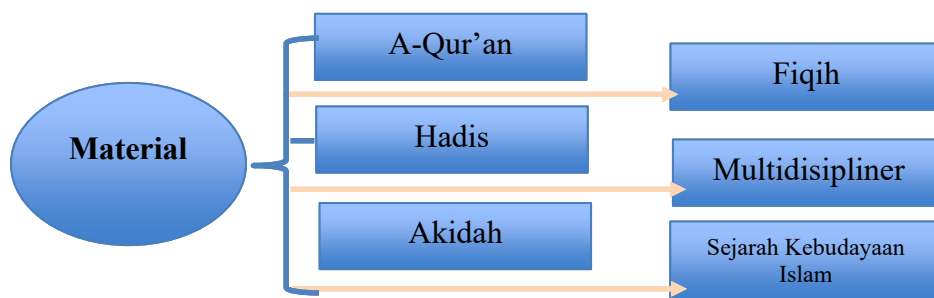 Material
A-Qur’an
Hadis
Akidah
Fiqih
Multidisipliner
Sejarah Kebudayaan
Islam